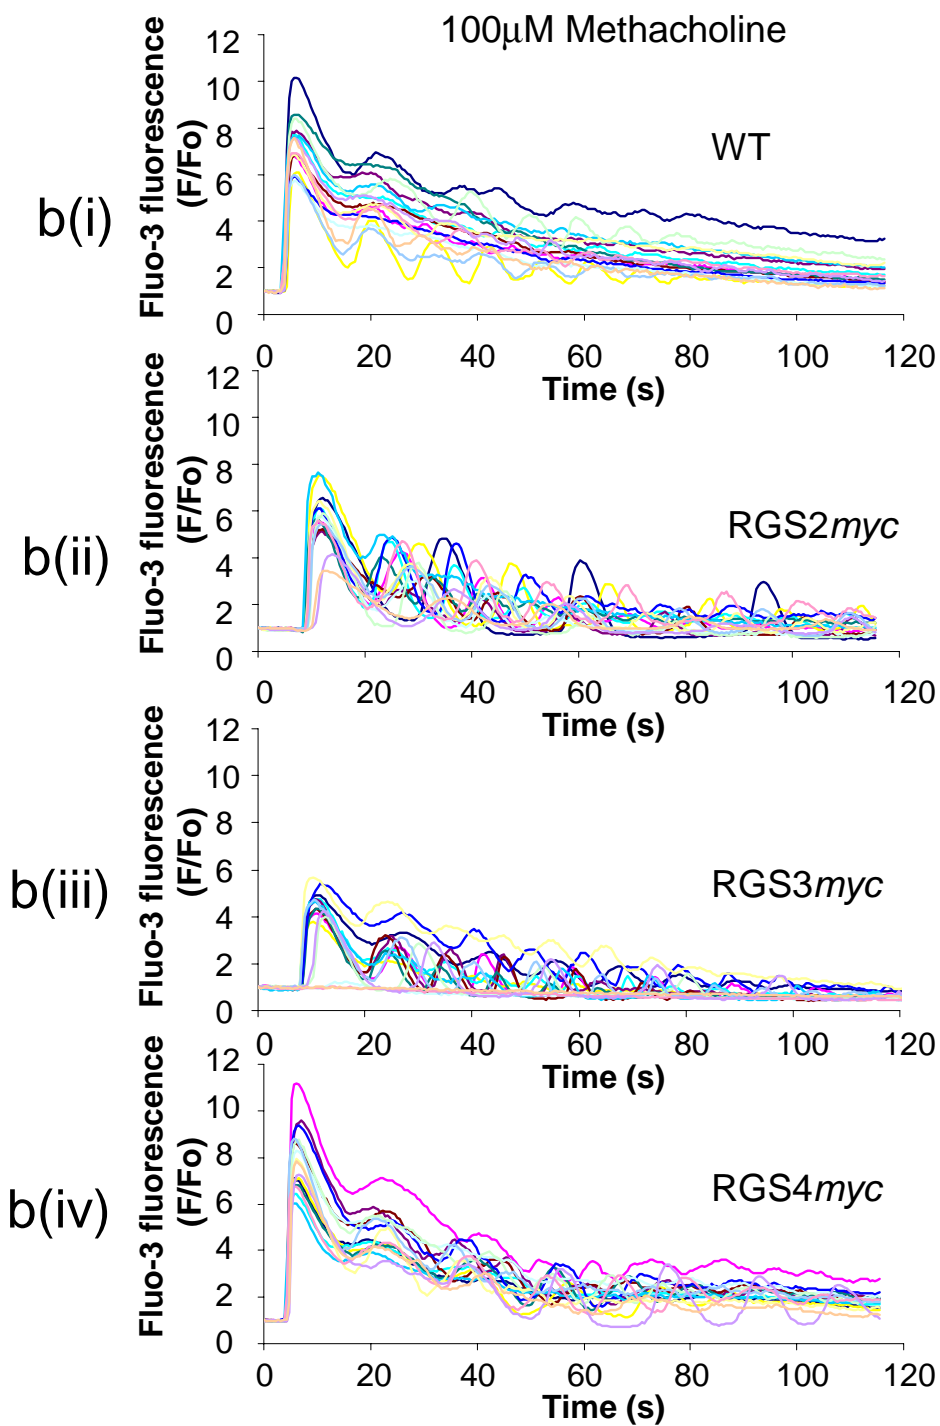 100μM Methacholine
b(i)
Fluo-3 fluorescence
(F/Fo)
12
10
8
6
4
2
0
WT
0 20 40 60 80 100 120
Time (s)
b(ii)
Fluo-3 fluorescence
(F/Fo)
12
10
8
6
4
2
0
RGS2myc
0 20 40 60 80 100 120
Time (s)
b(iii)
Fluo-3 fluorescence
(F/Fo)
12
10
8
6
4
2
0
RGS3myc
0 20 40 60 80 100 120
Time (s)
b(iv)
Fluo-3 fluorescence
(F/Fo)
12
10
8
6
4
2
0
RGS4myc
0 20 40 60 80 100 120
Time (s)